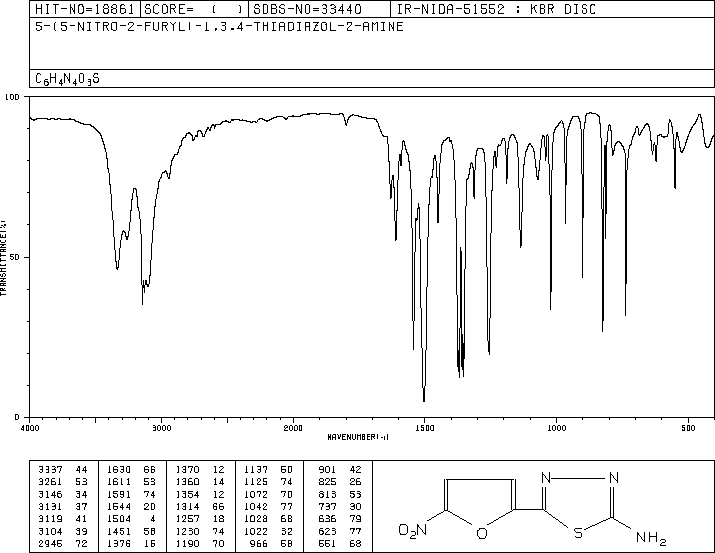 HIT-NO=18861 SCORE= ( ) SDBS-NO=33440 IR-NIDA-51552 : KBR DISC
5-(5-NITRO-2-FURYL)-1,3,4-THIADIAZOL-2-AMINE
C6H4N4O3S
100
50
0
TRANSMITTANCE(%)
4000 3000 2000 1500 1000 500
WAVENUMBER(-1)
3337 44 1630 66 1370 12 1137 50 901 42
3261 53 1611 53 1360 14 1125 74 825 26
3146 34 1591 74 1354 12 1072 70 813 53
3131 37 1544 20 1314 66 1042 77 737 30
3119 41 1504 4 1257 18 1028 68 636 79
3104 39 1451 58 1230 74 1022 32 623 77
2945 72 1376 16 1190 70 966 58 551 68
N N
O2N O S NH2